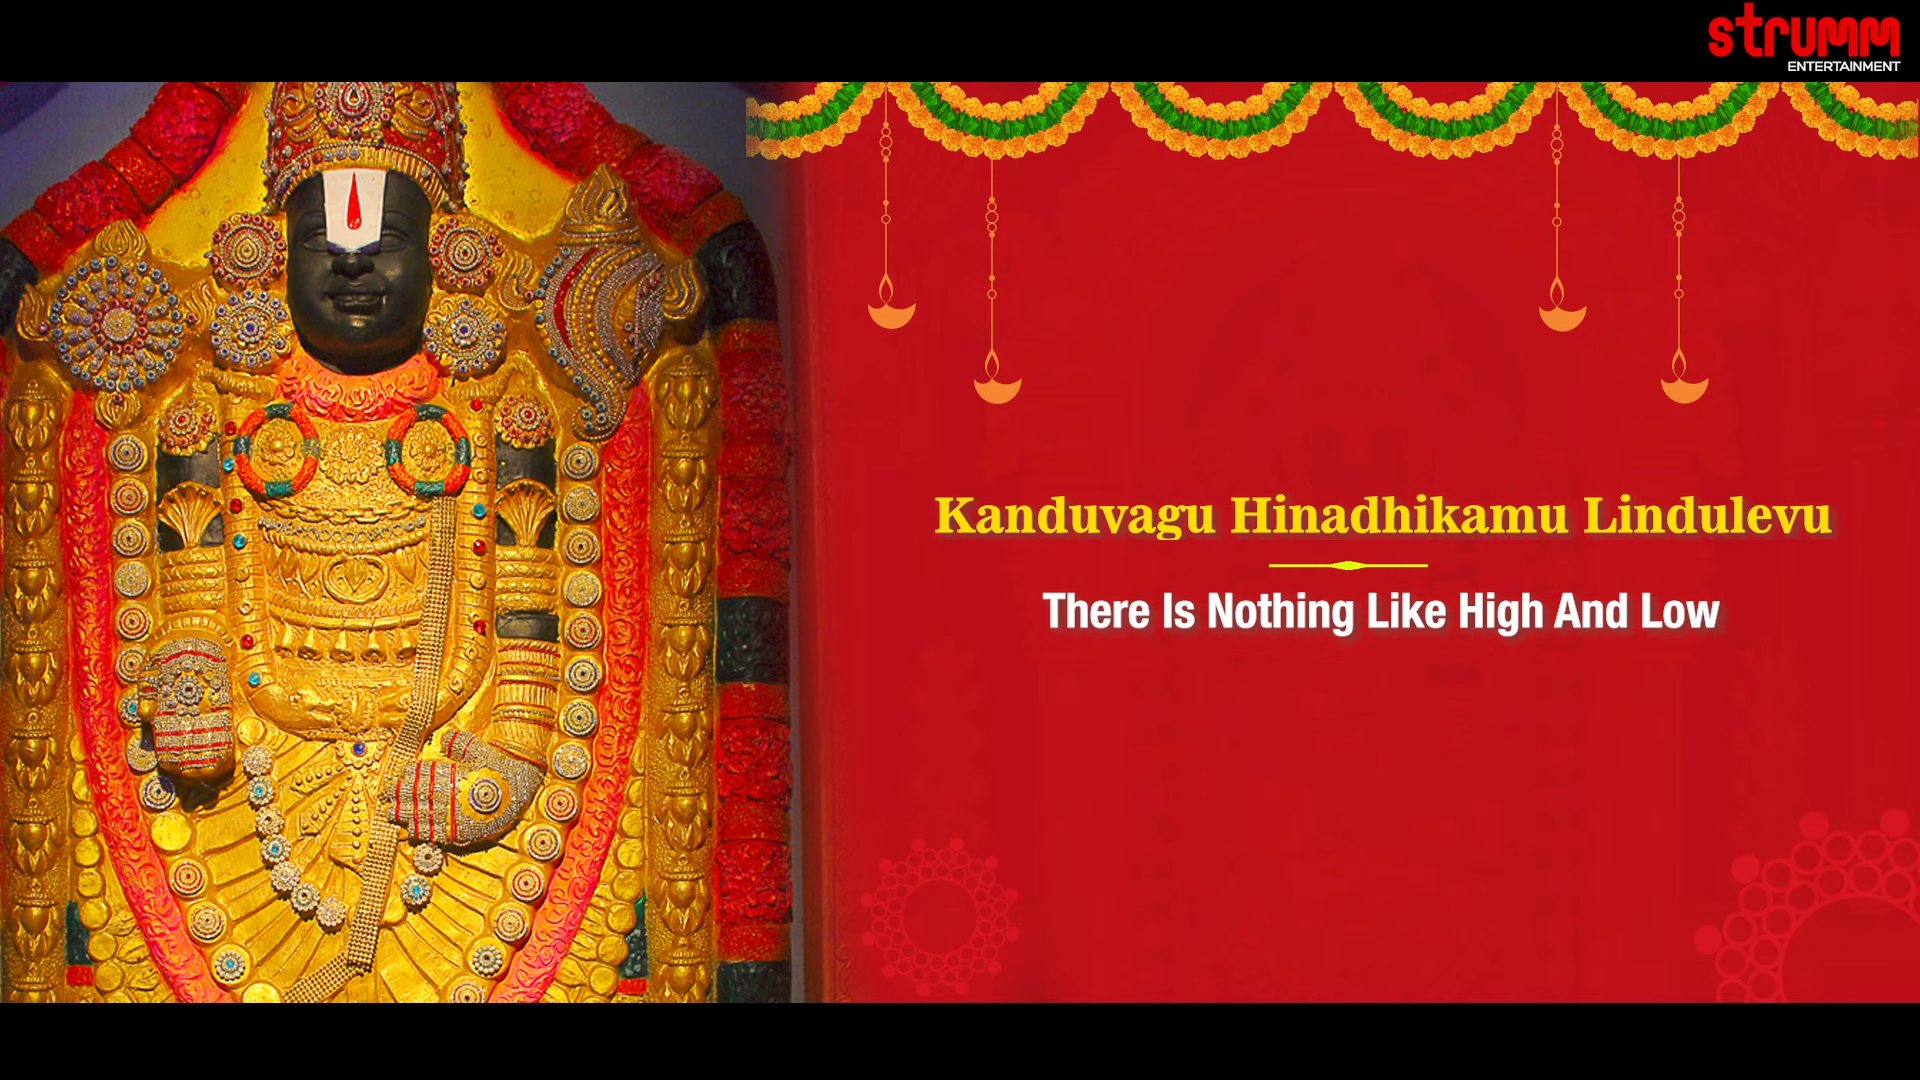 strumm
ENTERTAINMENT
Kanduvagu Hinadhikamu Lindulevu
There Is Nothing Like High And Low